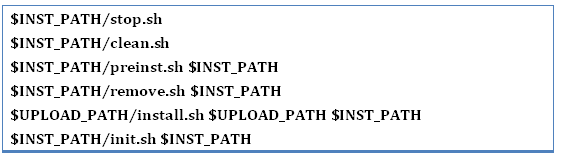 $INST_PATH/stop.sh
$INST_PATH/clean.sh
$INST_PATH/preinst.sh $INST_PATH
$INST_PATH/remove.sh $INST_PATH
$UPLOAD_PATH/install.sh $UPLOAD_PATH $INST_PATH
$INST_PATH/init.sh $INST_PATH